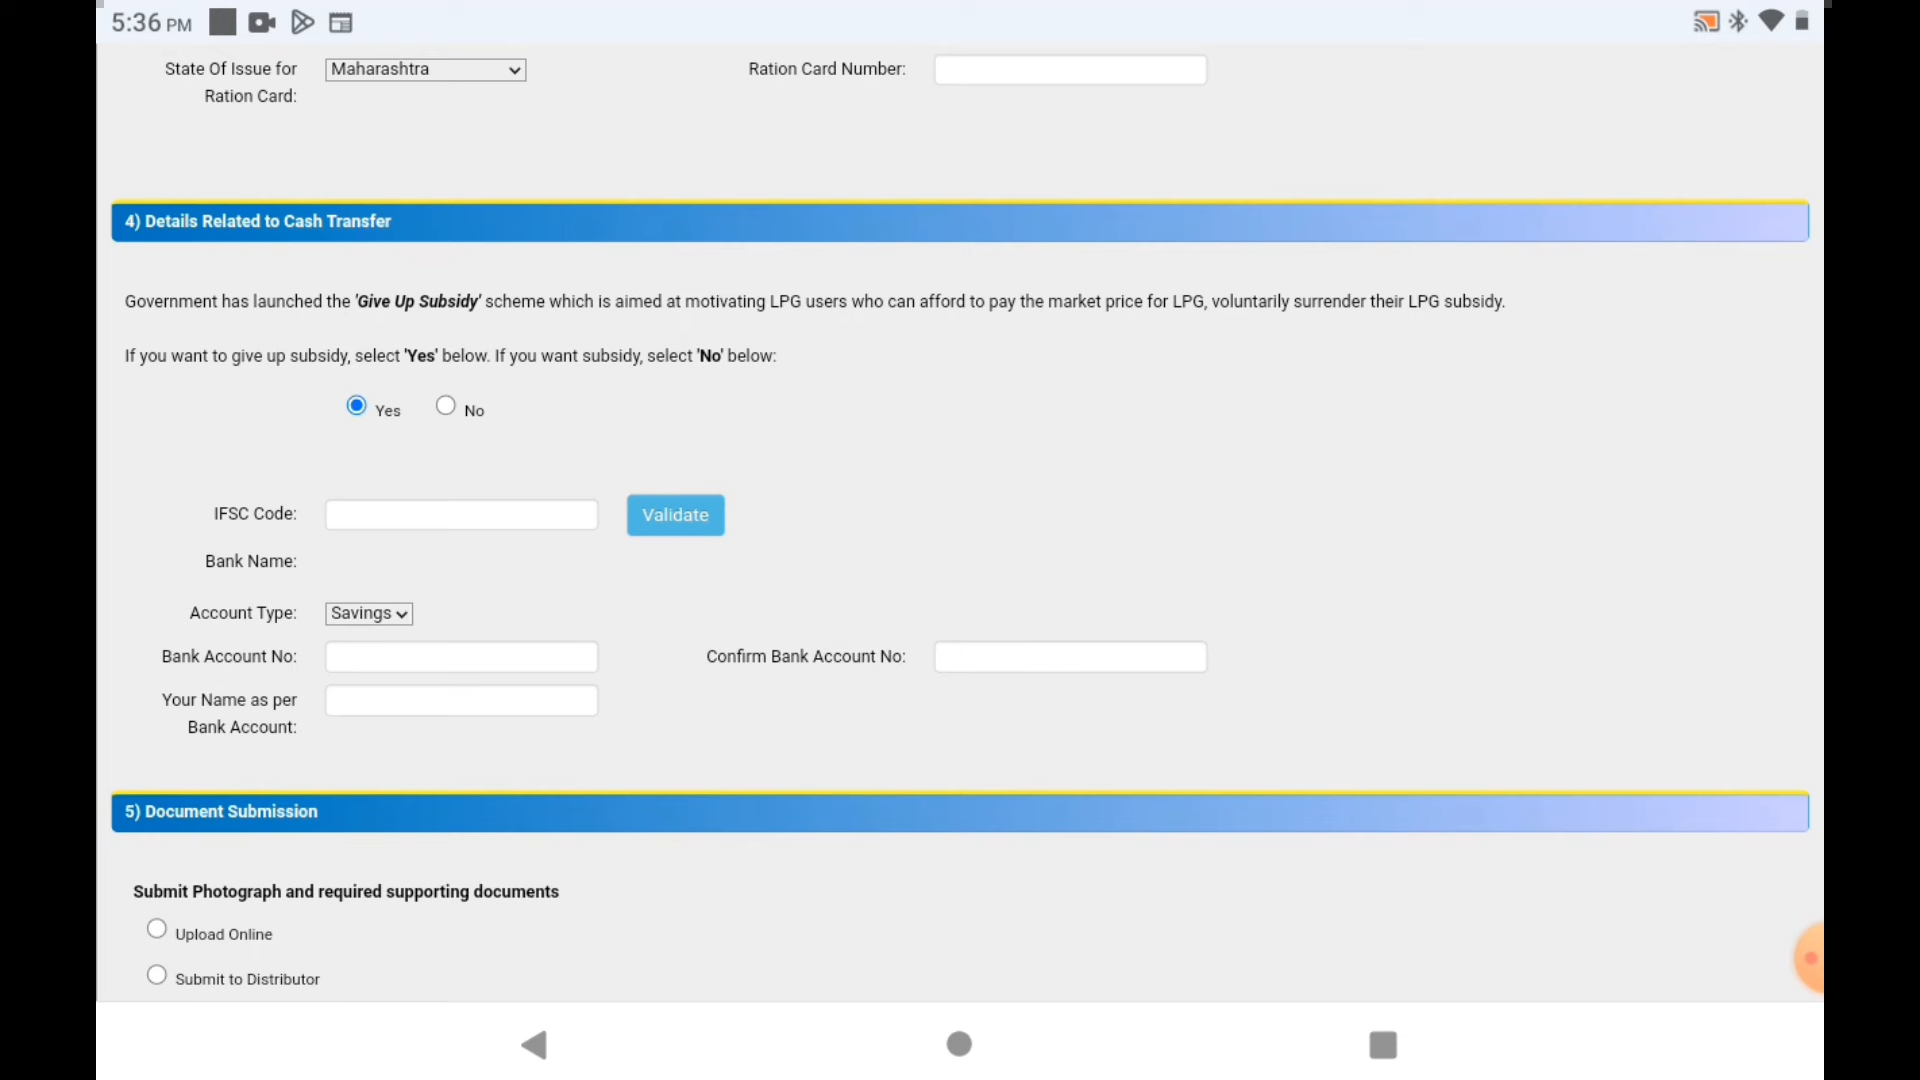 5:36 PM
State Of Issue for Ration Card:
Maharashtra
Ration Card Number:
4) Details Related to Cash Transfer
Government has launched the 'Give Up Subsidy' scheme which is aimed at motivating LPG users who can afford to pay the market price for LPG, voluntarily surrender their LPG subsidy.
If you want to give up subsidy, select 'Yes' below. If you want subsidy, select 'No' below:
Yes No
IFSC Code:
Validate
Bank Name:
Account Type: Savings
Bank Account No: Confirm Bank Account No:
Your Name as per
Bank Account:
5) Document Submission
Submit Photograph and required supporting documents
Upload Online
Submit to Distributor